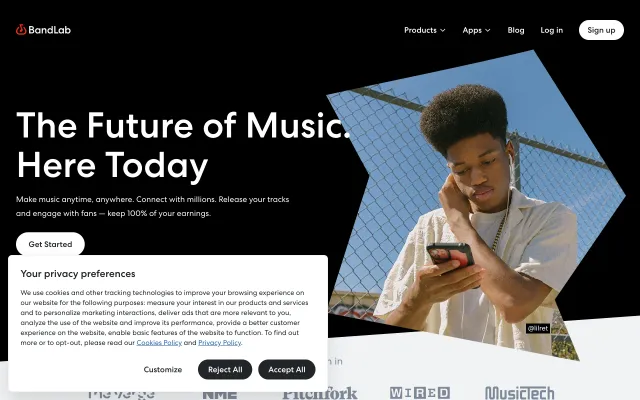 BandLab
Products
Apps
Blog
Log in
Sign up
The Future of Music.
Here Today
Make music anytime, anywhere. Connect with millions. Release your tracks
and engage with fans — keep 100% of your earnings.
Get Started
@lilret
Your privacy preferences
We use cookies and other tracking technologies to improve your browsing experience on
our website for the following purposes: measure your interest in our products and services
and to personalize marketing interactions, deliver ads that are more relevant to you,
analyze the use of the website and improve its performance, provide a better customer
experience on the website, enable basic features of the website to function. To find out
more or to opt-out, please read our Cookies Policy and Privacy Policy.
Customize
Reject All
Accept All
in
NME
Pitchfork
WIRED
MusicTech